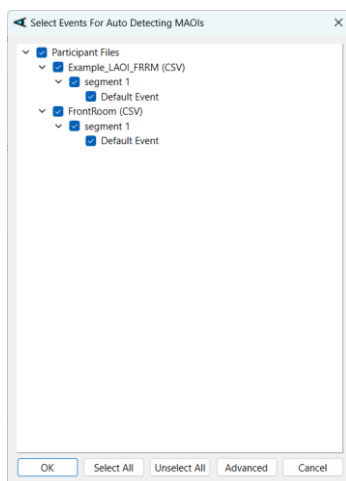 Select Events For Auto Detecting MAOIs
Participant Files
Example_LAOI_FRRM (CSV)
segment 1
Default Event
FrontRoom (CSV)
segment 1
Default Event
OK Select All Unselect All Advanced Cancel